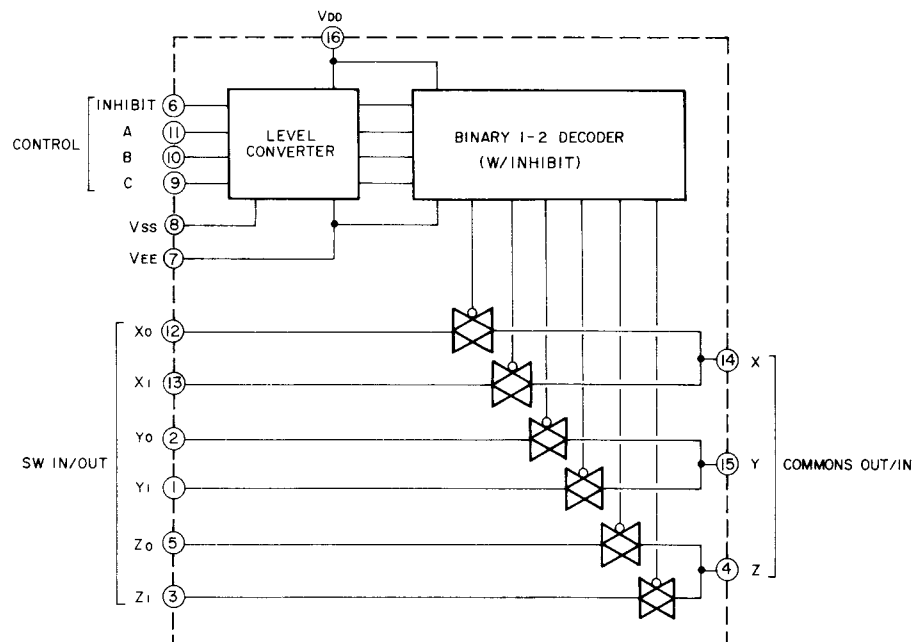 VDD
16
INHIBIT 6
A 11
B 10
C 9
CONTROL
LEVEL
CONVERTER
BINARY 1-2 DECODER
(W/INHIBIT)
VSS 8
VEE 7
X0 12
X1 13
Y0 2
Y1 1
Z0 5
Z1 3
SW IN/OUT
14 X
15 Y
4 Z
COMMONS OUT/IN